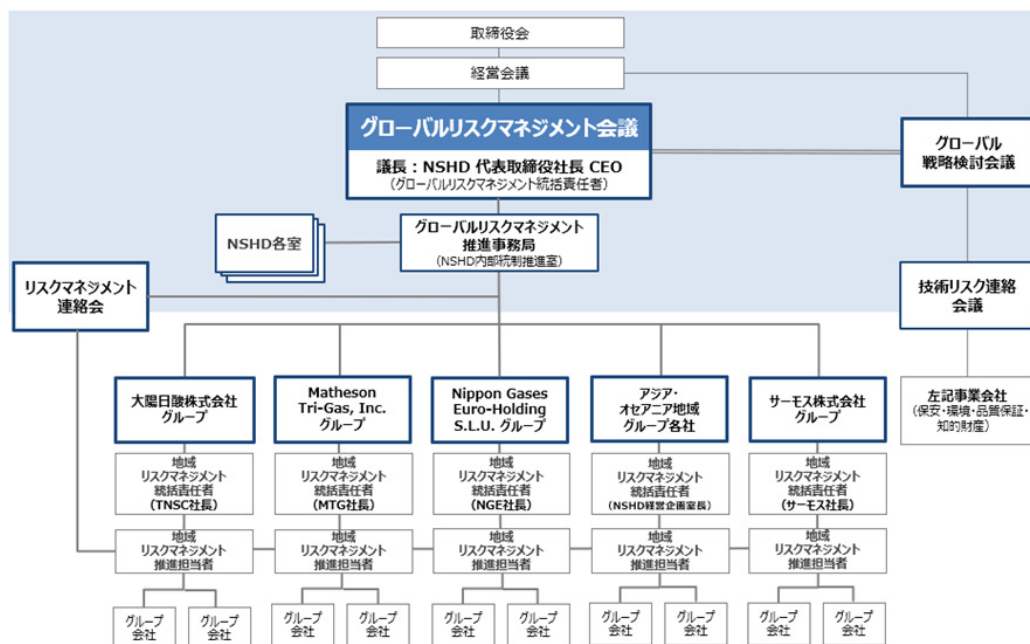 取締役会
経営会議
グローバルリスクマネジメント会議
議長:NSHD 代表取締役社長 CEO
(グローバルリスクマネジメント統括責任者)
グローバル
戦略検討会議
NSHD各室
グローバルリスクマネジメント
推進事務局
(NSHD内部統制推進室)
リスクマネジメント
連絡会
技術リスク連絡
会議
大陽日酸株式会社
グループ
Matheson
Tri-Gas, Inc.
グループ
Nippon Gases
Euro-Holding
S.L.U. グループ
アジア・
オセアニア地域
グループ各社
サーモス株式会社
グループ
左記事業会社
(保安・環境・品質保証・
知的財産)
地域
リスクマネジメント
統括責任者
(TNSC社長)
地域
リスクマネジメント
統括責任者
(MTG社長)
地域
リスクマネジメント
統括責任者
(NGE社長)
地域
リスクマネジメント
統括責任者
(NSHD経営企画室長)
地域
リスクマネジメント
統括責任者
(サーモス社長)
地域
リスクマネジメント
推進担当者
地域
リスクマネジメント
推進担当者
地域
リスクマネジメント
推進担当者
地域
リスクマネジメント
推進担当者
地域
リスクマネジメント
推進担当者
グループ
会社
グループ
会社
グループ
会社
グループ
会社
グループ
会社
グループ
会社
グループ
会社
グループ
会社
グループ
会社
グループ
会社